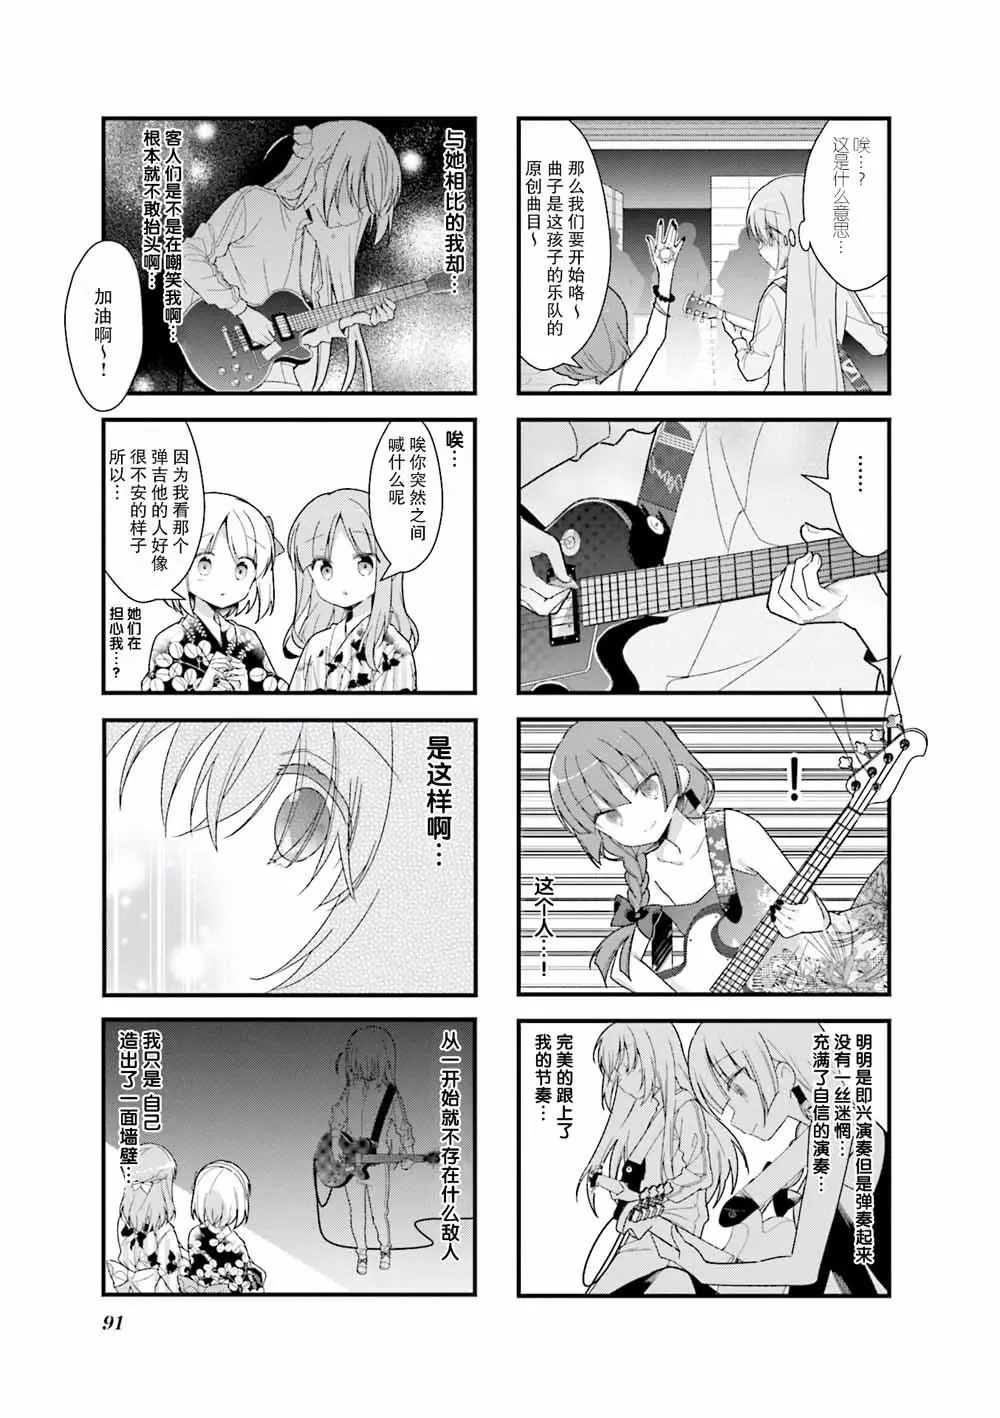 唉…?
这是什么意思…
那么我们要开始咯～
曲子是这孩子的乐队的
原创曲目～
………
………
！
这个人…！
明明是即兴演奏但是弹奏起来
没有一丝迷惘…
充满了自信的演奏…
完美的跟上了
我的节奏…
与她相比的我却…
客人们是不是在嘲笑我啊…
根本就不敢抬头啊…
加油啊～！
唉…
唉你突然之间
喊什么呢
因为我看那个
弹吉他的人好像
很不安的样子
所以…
她们在
担心我…?
是这样啊…
从一开始就不存在什么敌人
我只是自己
造出了一面墙壁…
91